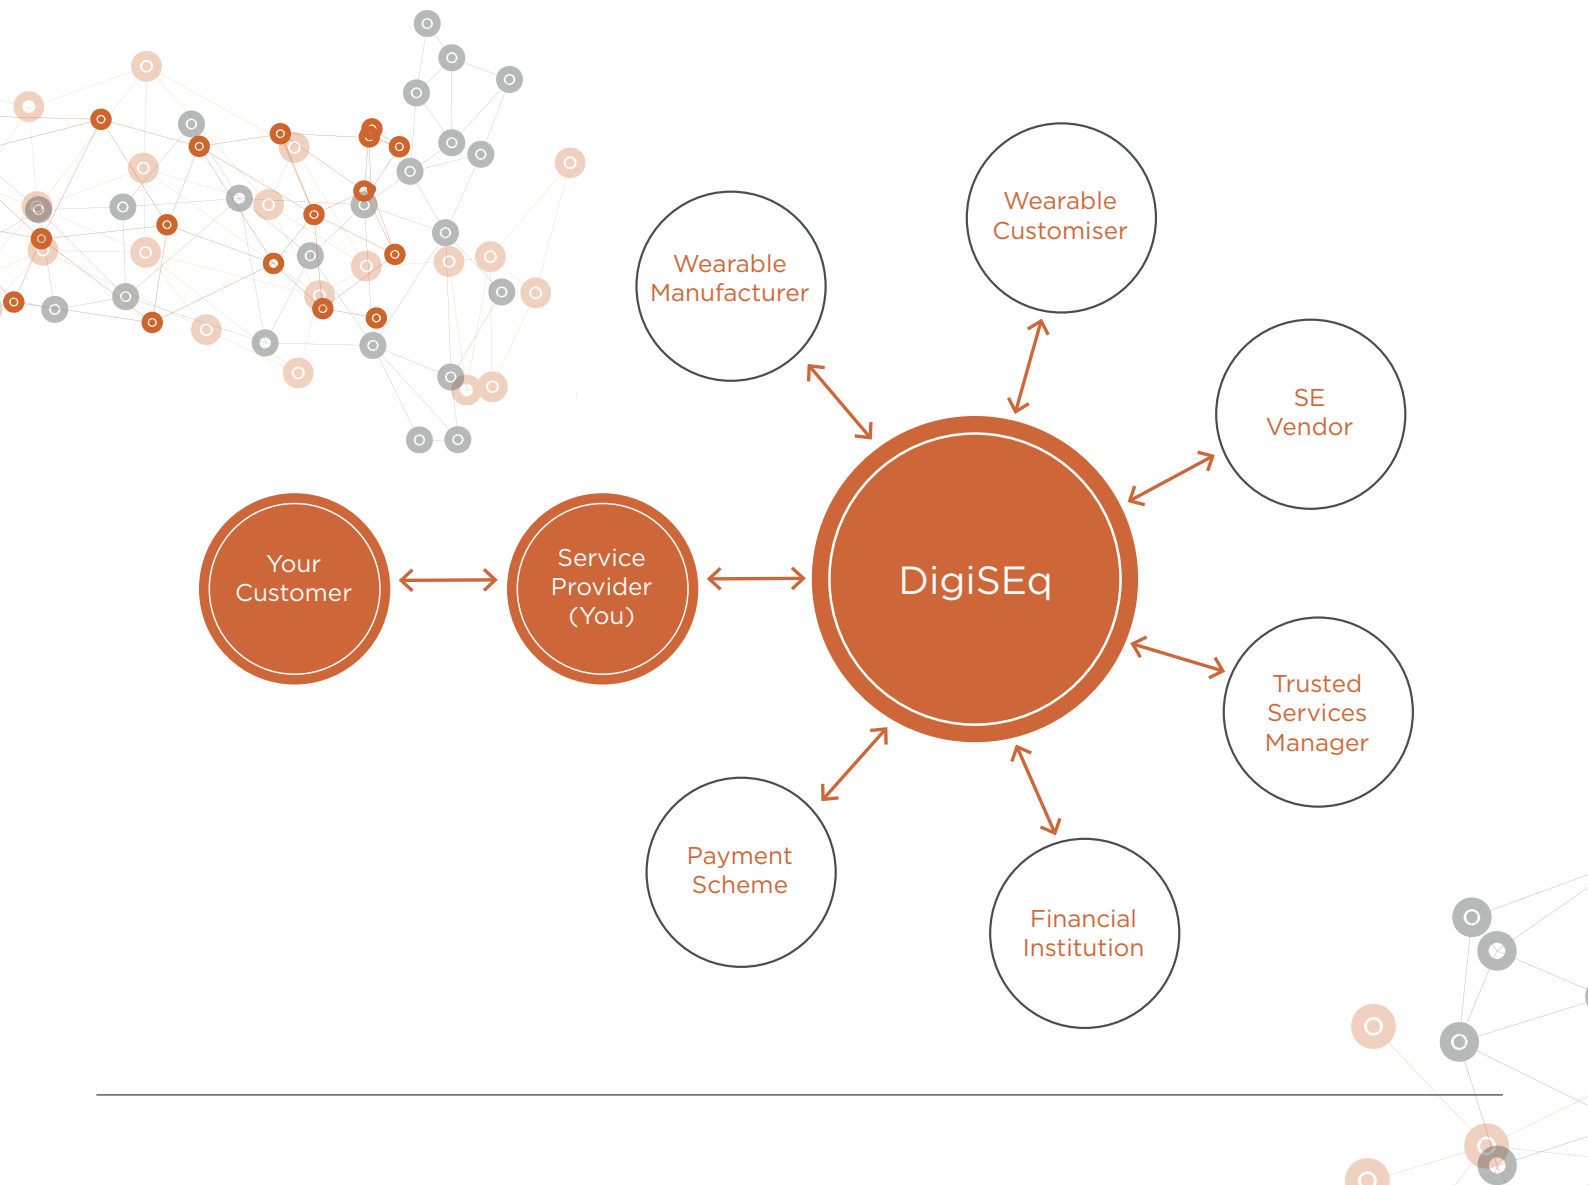 Wearable
Customiser
Wearable
Manufacturer
SE
Vendor
Your
Customer
Service
Provider
(You)
DigiSEq
Trusted
Services
Manager
Payment
Scheme
Financial
Institution